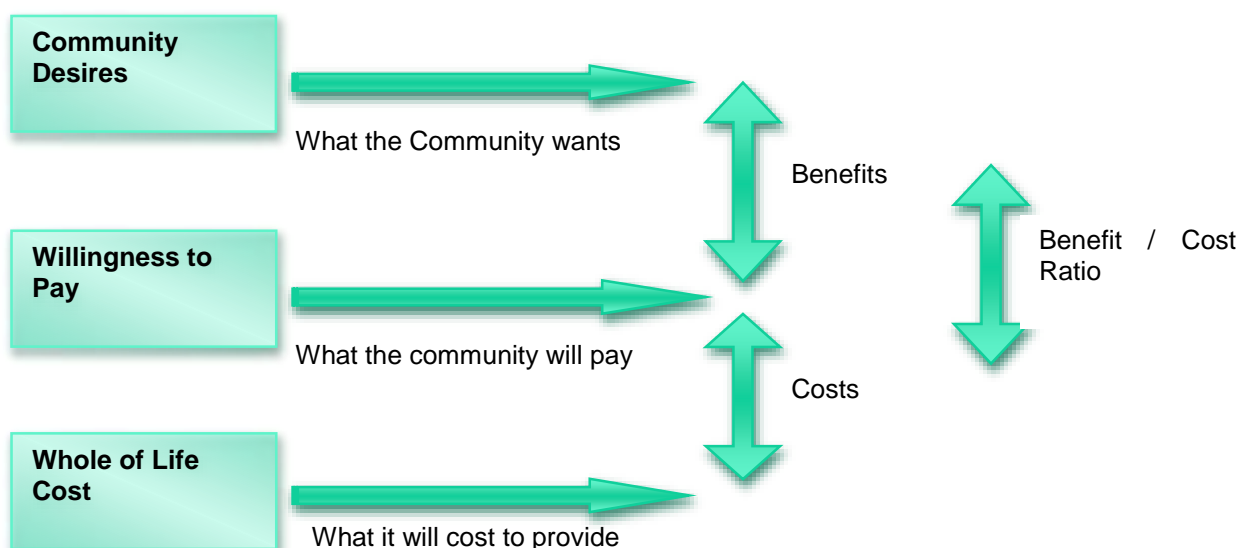 Community
Desires
What the Community wants
Benefits
Willingness to
Pay
What the community will pay
Benefit / Cost
Ratio
Costs
Whole of Life
Cost
What it will cost to provide